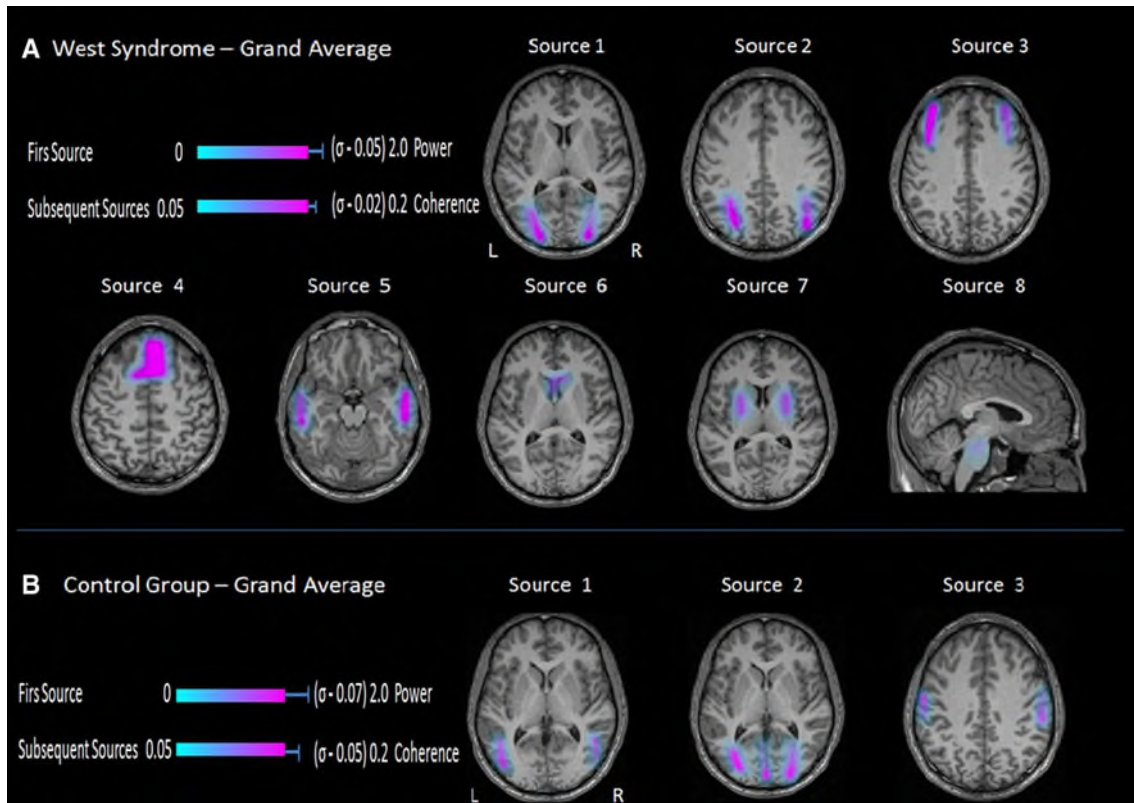 A West Syndrome – Grand Average
Source 1
Source 2
Source 3
Firs Source 0 (σ - 0.05) 2.0 Power
Subsequent Sources 0.05 (σ - 0.02) 0.2 Coherence
L R
Source 4
Source 5
Source 6
Source 7
Source 8
B Control Group – Grand Average
Source 1
Source 2
Source 3
Firs Source 0 (σ - 0.07) 2.0 Power
Subsequent Sources 0.05 (σ - 0.05) 0.2 Coherence
L R